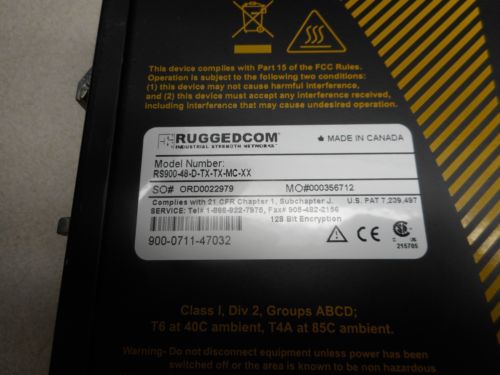 This device complies with Part 15 of the FCC Rules.
Operation is subject to the following two conditions:
(1) this device may not cause harmful interference,
and (2) this device must accept any interference received,
including interference that may cause undesired operation.
RUGGEDCOM
INDUSTRIAL STRENGTH NETWORKS
MADE IN CANADA
Model Number:
RS900-48-D-TX-TX-MC-XX
SO# ORD0022979 MO#000356712
Complies with 21 CFR Chapter 1, Subchapter J. U.S. PAT 7,239,497
SERVICE: Tel# 1-888-922-7975, Fax# 905-482-2156
128 Bit Encryption
900-0711-47032
215705
Class I, Div 2, Groups ABCD;
T6 at 40C ambient, T4A at 85C ambient.
Warning- Do not disconnect equipment unless power has been
switched off or the area is known to be non